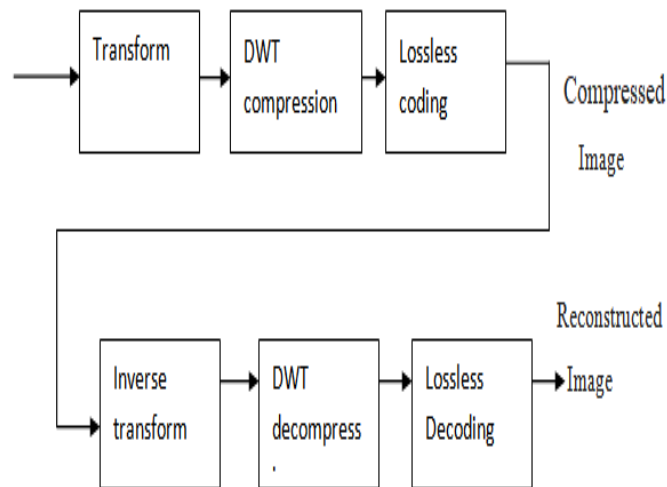 Transform
DWT
compression
Lossless
coding
Compressed
Image
Inverse
transform
DWT
decompress
Lossless
Decoding
Reconstructed
Image